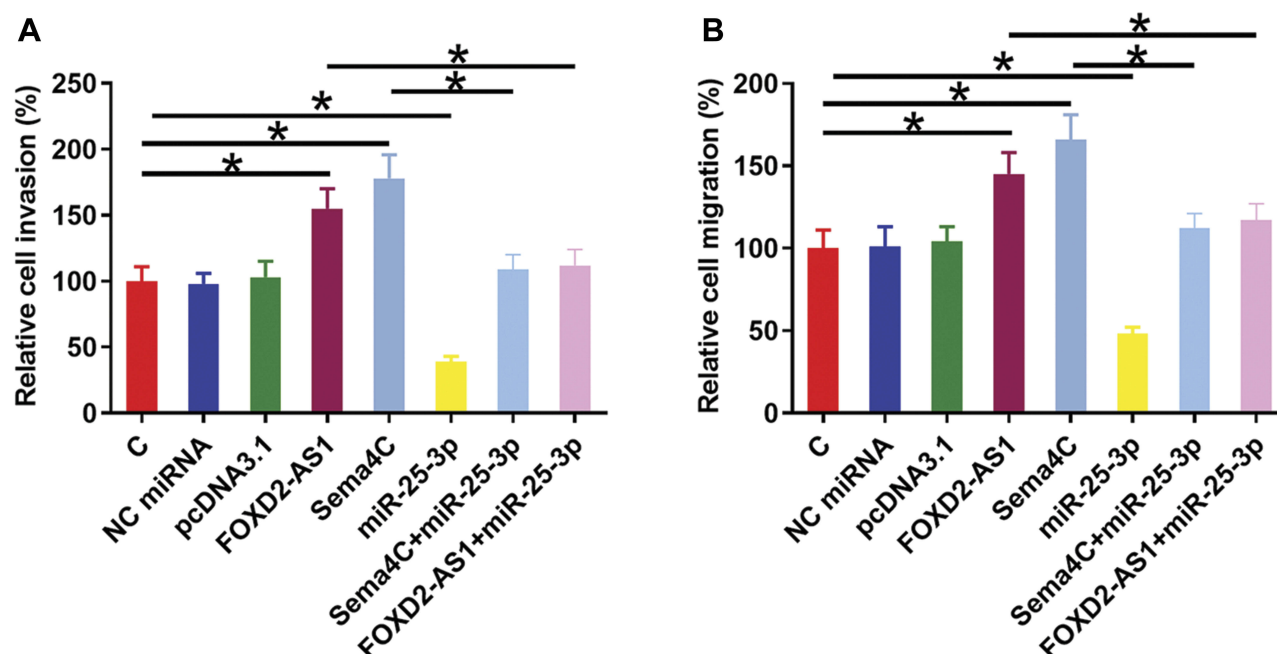 A
Relative cell invasion (%)
250
200
150
100
50
0
*
*
*
*
*
C
NC miRNA
pcDNA3.1
FOXD2-AS1
Sema4C
miR-25-3p
Sema4C+miR-25-3p
FOXD2-AS1+miR-25-3p
B
Relative cell migration (%)
200
150
100
50
0
*
*
*
*
*
C
NC miRNA
pcDNA3.1
FOXD2-AS1
Sema4C
miR-25-3p
Sema4C+miR-25-3p
FOXD2-AS1+miR-25-3p